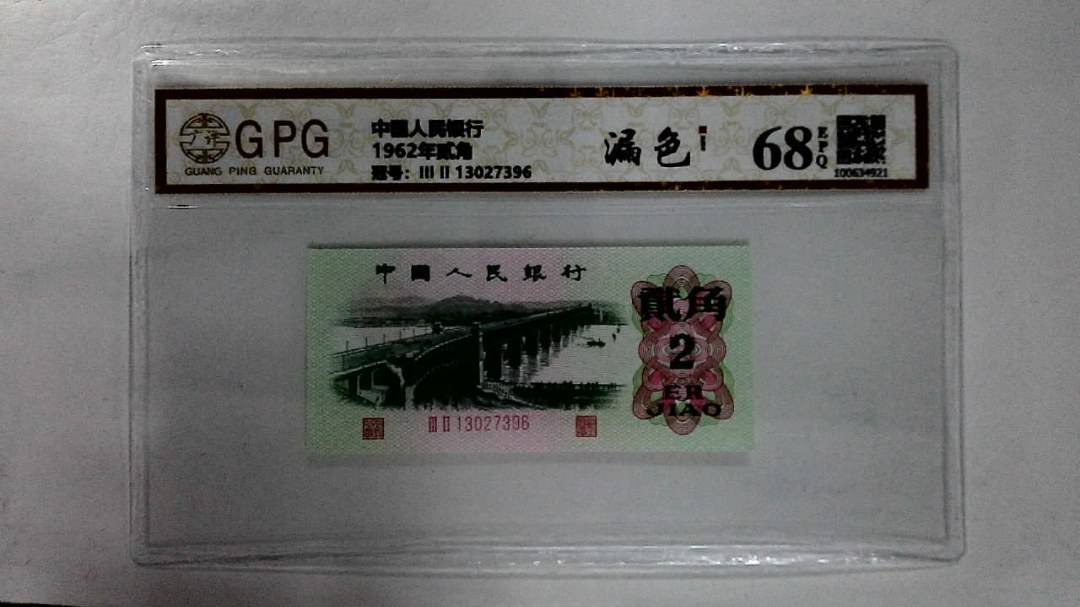 GPG
GUANG PING GUARANTY
中國人民銀行
1962年贰角
冠号: III II 13027396
漏色
68
EPQ
100634921
中國人民銀行
貳角
2
ER
JIAO
III II 13027396